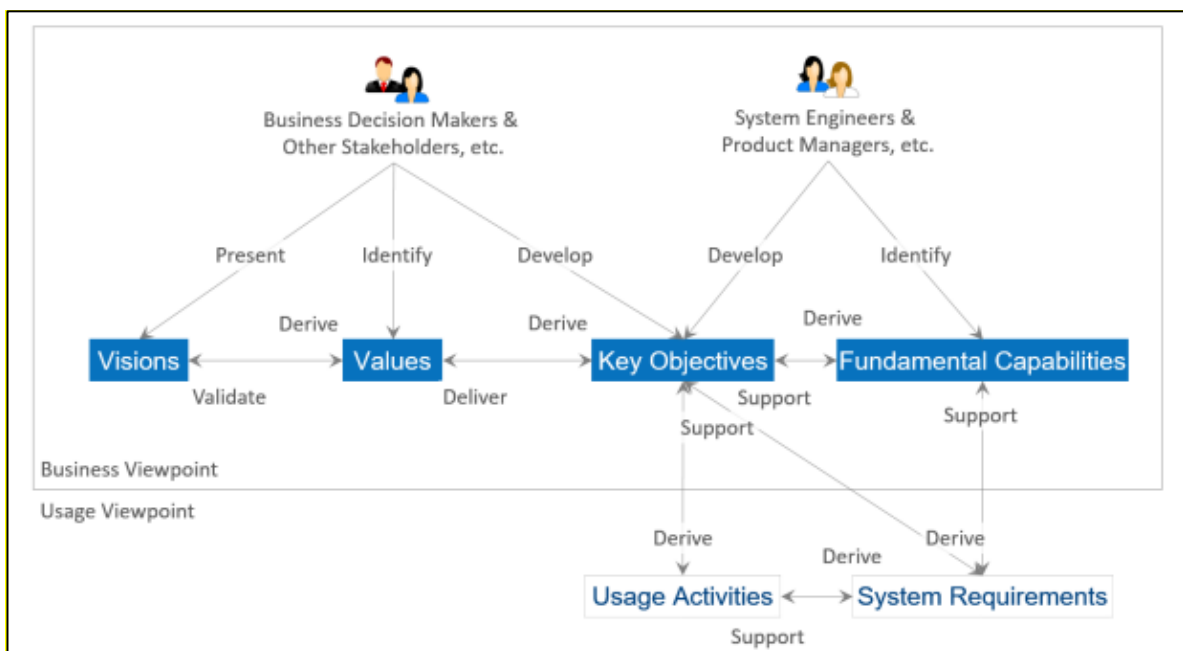 Business Decision Makers &
Other Stakeholders, etc.
System Engineers &
Product Managers, etc.
Present
Identify
Develop
Develop
Identify
Derive
Derive
Derive
Visions
Values
Key Objectives
Fundamental Capabilities
Validate
Deliver
Support
Support
Support
Business Viewpoint
Usage Viewpoint
Derive
Derive
Derive
Usage Activities
System Requirements
Support